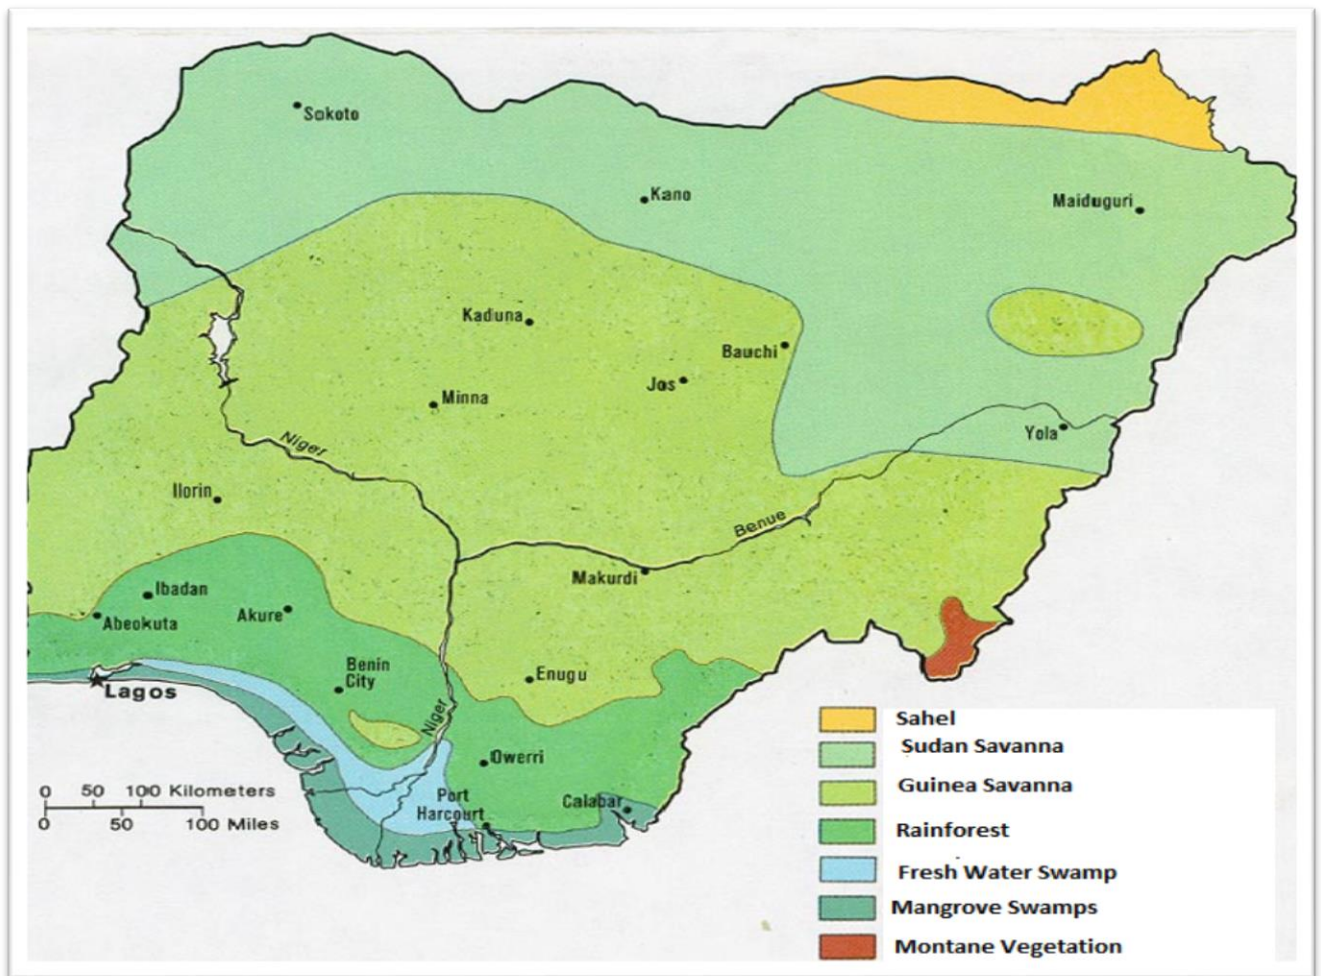 Sokoto
Kano
Maiduguri
Kaduna
Bauchi
Jos
Minna
Yola
Niger
Ilorin
Benue
Makurdi
Ibadan
Akure
Abeokuta
Benin
City
Enugu
Lagos
Niger
Owerri
Port
Harcourt
Calabar
0 50 100 Kilometers
0 50 100 Miles
Sahel
Sudan Savanna
Guinea Savanna
Rainforest
Fresh Water Swamp
Mangrove Swamps
Montane Vegetation